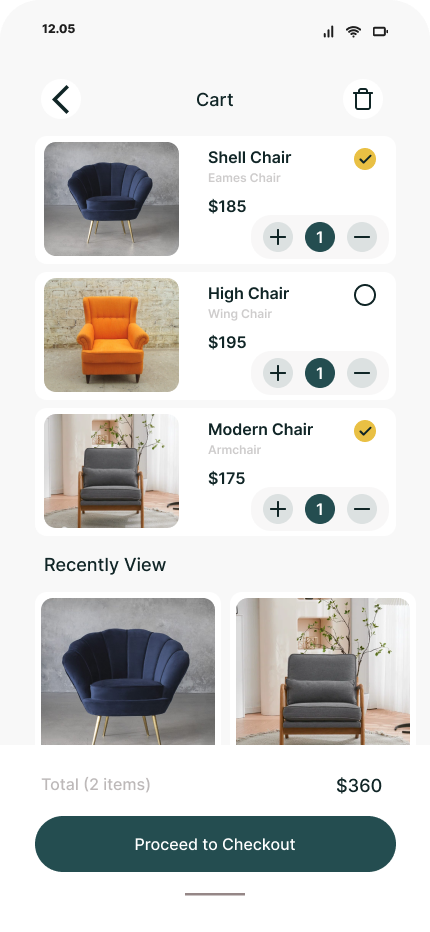 12.05
Cart
Shell Chair
Eames Chair
$185
1
High Chair
Wing Chair
$195
1
Modern Chair
Armchair
$175
1
Recently View
Total (2 items)
$360
Proceed to Checkout